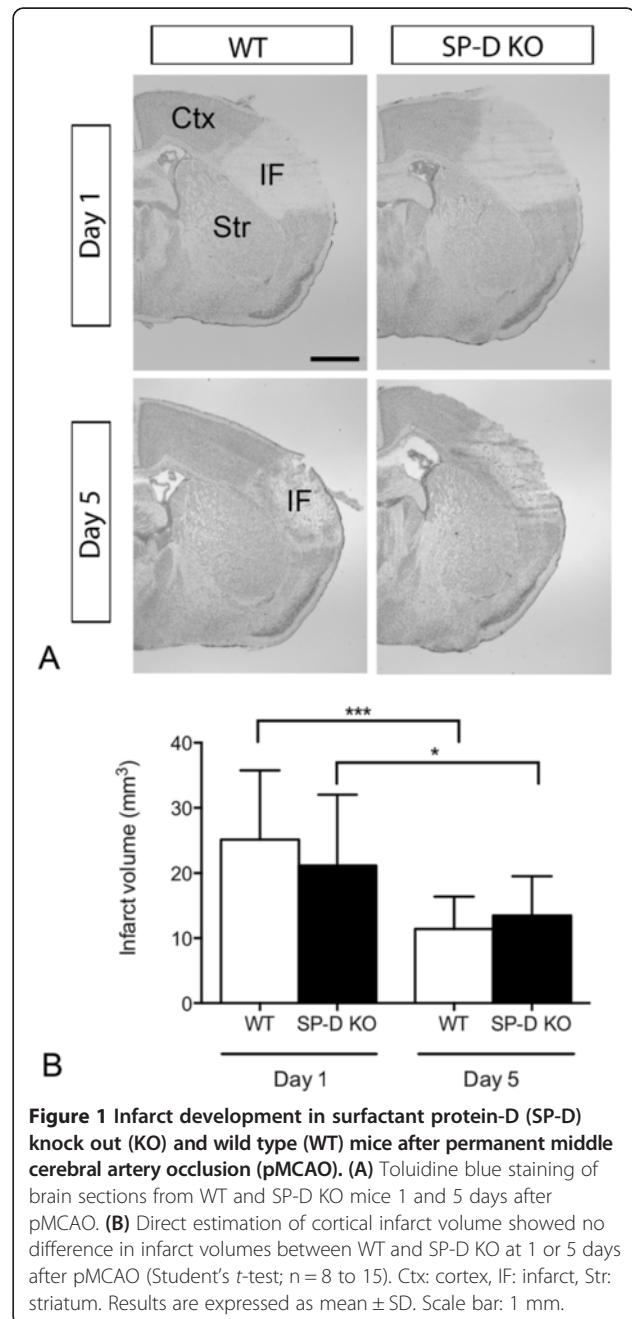 WT
SP-D KO
Day 1
Ctx
IF
Str
Day 5
IF
A
***
*
Infarct volume (mm³)
40
30
20
10
0
WT
SP-D KO
WT
SP-D KO
Day 1
Day 5
B
Figure 1 Infarct development in surfactant protein-D (SP-D)
knock out (KO) and wild type (WT) mice after permanent middle
cerebral artery occlusion (pMCAO). (A) Toluidine blue staining of
brain sections from WT and SP-D KO mice 1 and 5 days after
pMCAO. (B) Direct estimation of cortical infarct volume showed no
difference in infarct volumes between WT and SP-D KO at 1 or 5 days
after pMCAO (Student's t-test; n = 8 to 15). Ctx: cortex, IF: infarct, Str:
striatum. Results are expressed as mean ± SD. Scale bar: 1 mm.